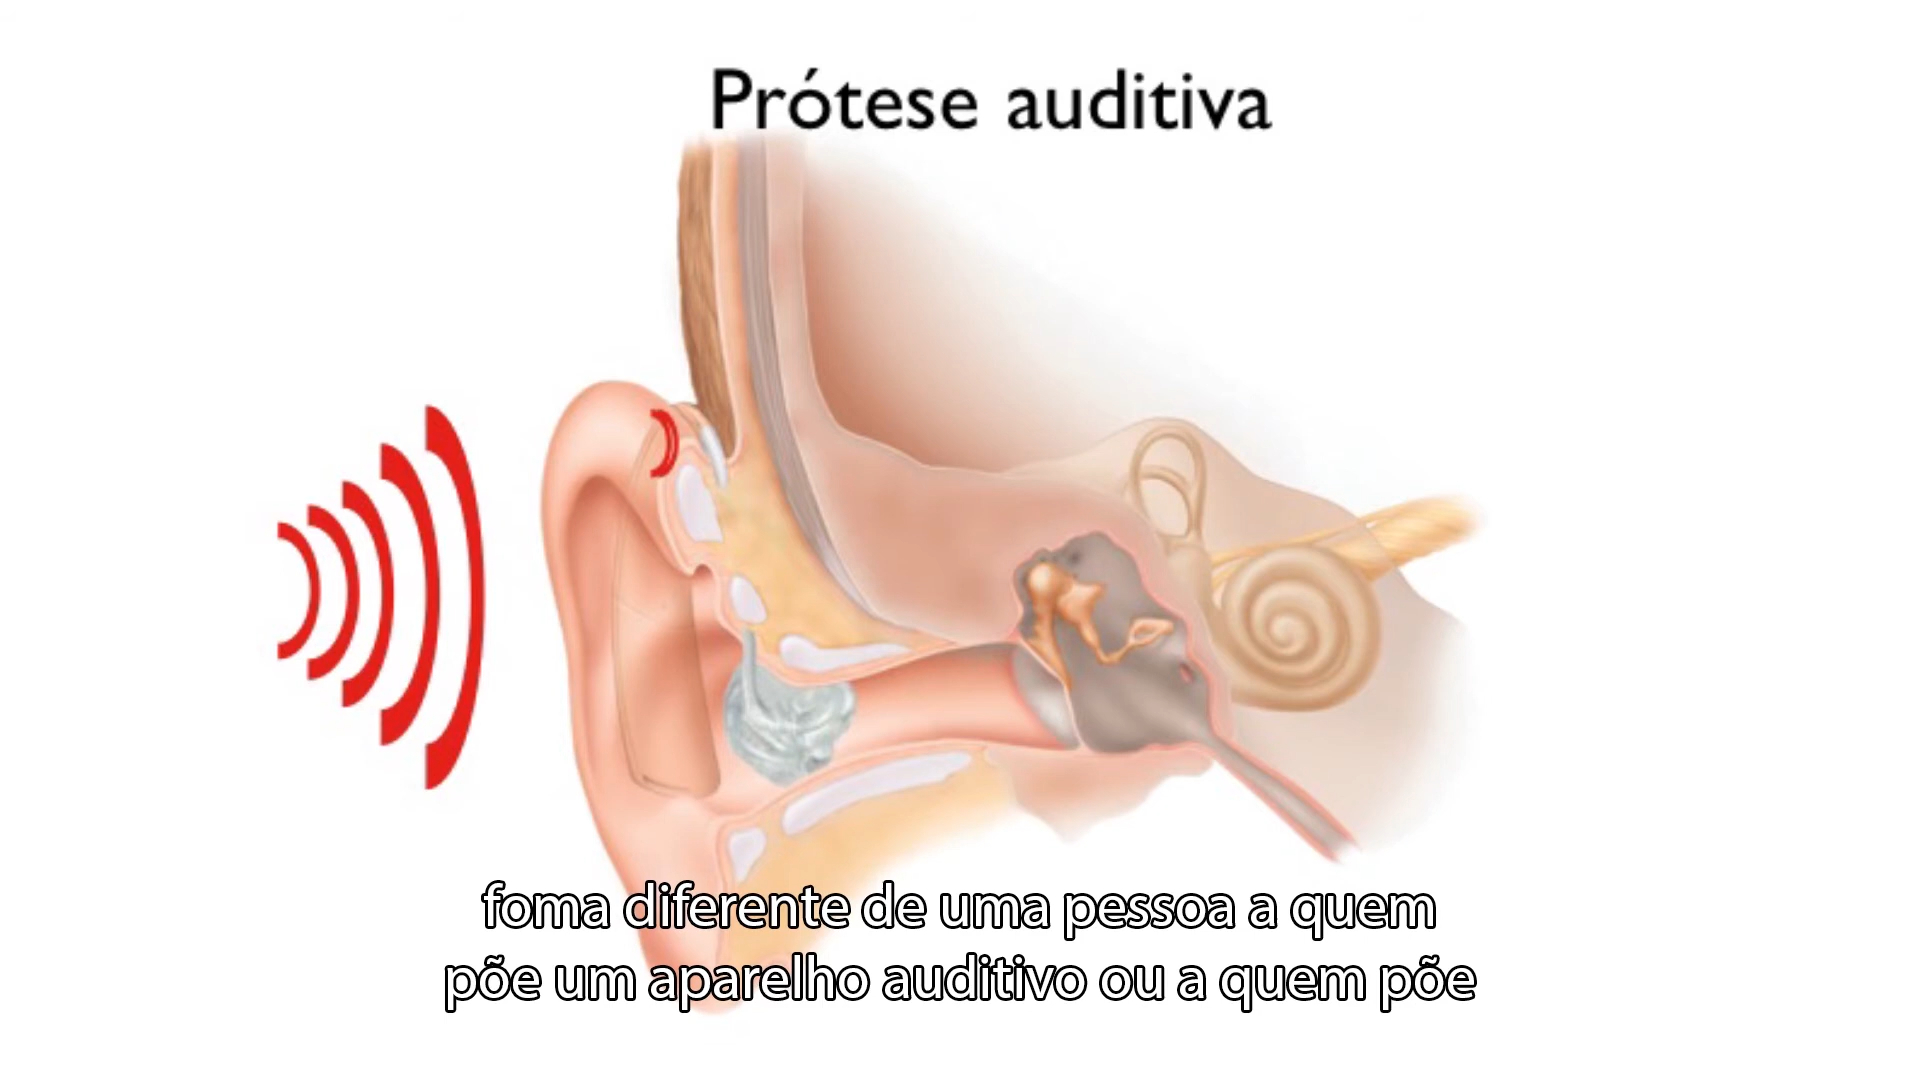 Prótese auditiva
foma diferente de uma pessoa a quem
põe um aparelho auditivo ou a quem põe